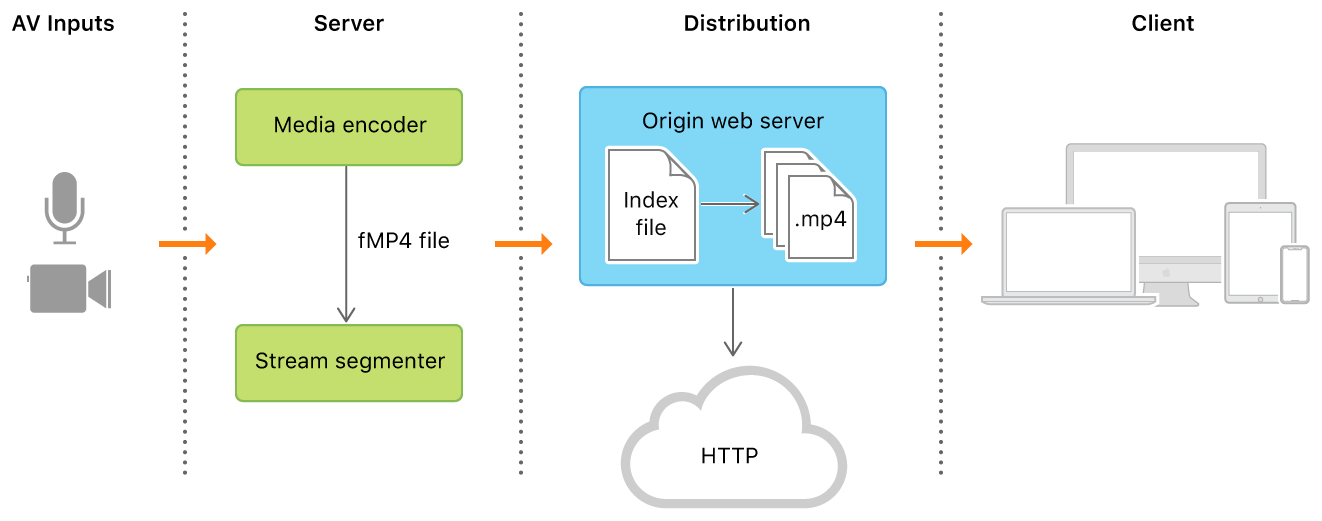 AV Inputs
Server
Distribution
Client
Media encoder
fMP4 file
Stream segmenter
Origin web server
Index
file
.mp4
HTTP